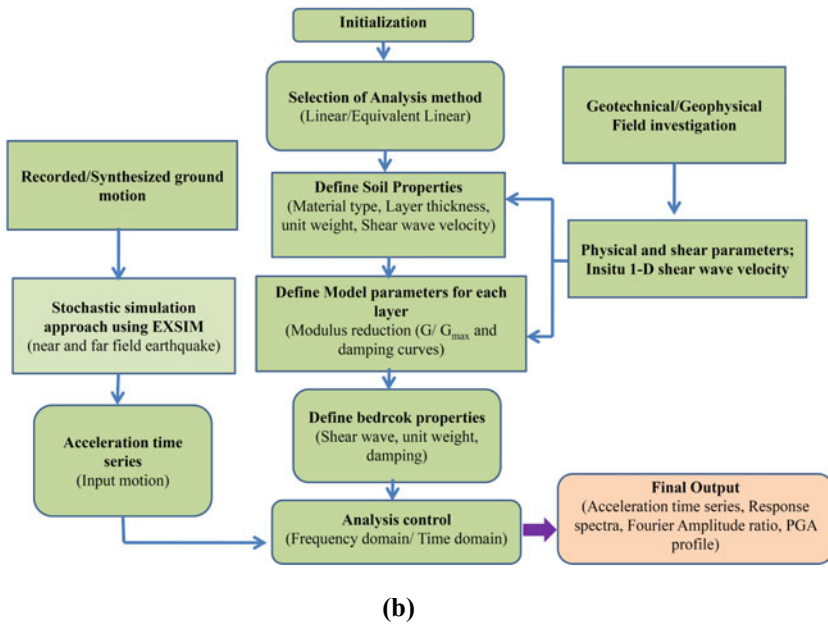 Initialization
Selection of Analysis method
(Linear/Equivalent Linear)
Geotechnical/Geophysical
Field investigation
Recorded/Synthesized ground
motion
Define Soil Properties
(Material type, Layer thickness,
unit weight, Shear wave velocity)
Physical and shear parameters;
Insitu 1-D shear wave velocity
Stochastic simulation
approach using EXSIM
(near and far field earthquake)
Define Model parameters for each
layer
(Modulus reduction (G/ Gmax and
damping curves)
Define bedrcok properties
(Shear wave, unit weight,
damping)
Acceleration time
series
(Input motion)
Analysis control
(Frequency domain/ Time domain)
Final Output
(Acceleration time series, Response
spectra, Fourier Amplitude ratio, PGA
profile)
(b)